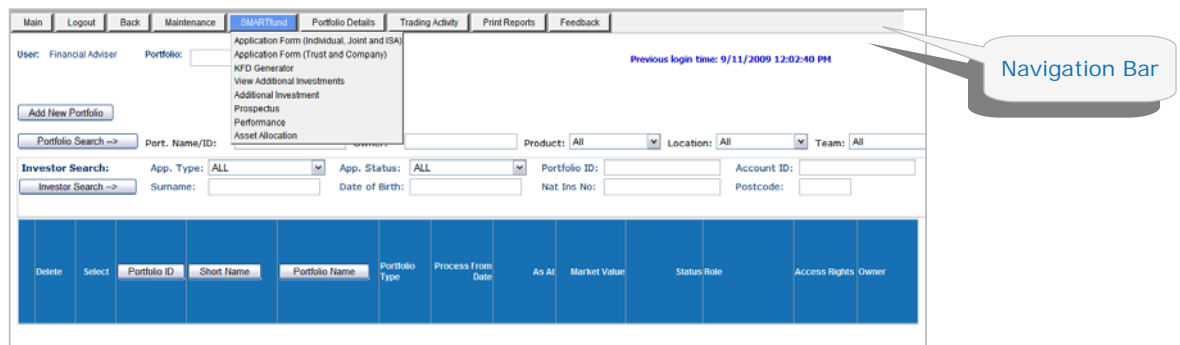 Main Logout Back Maintenance SMARTfund Portfolio Details Trading Activity Print Reports Feedback
Application Form (Individual, Joint and ISA)
User: Financial Adviser Portfolio: Application Form (Trust and Company) Previous login time: 9/11/2009 12:02:40 PM
KFD Generator
View Additional Investments
Additional Investment
Prospectus
Performance
Asset Allocation
Navigation Bar
Add New Portfolio
Portfolio Search --> Port. Name/ID: Product: All Location: All Team: All
Investor Search: App. Type: ALL App. Status: ALL Portfolio ID: Account ID:
Investor Search --> Surname: Date of Birth: Nat Ins No: Postcode:
Delete Select Portfolio ID Short Name Portfolio Name Portfolio Type Process From Date As At Market Value Status Role Access Rights Owner